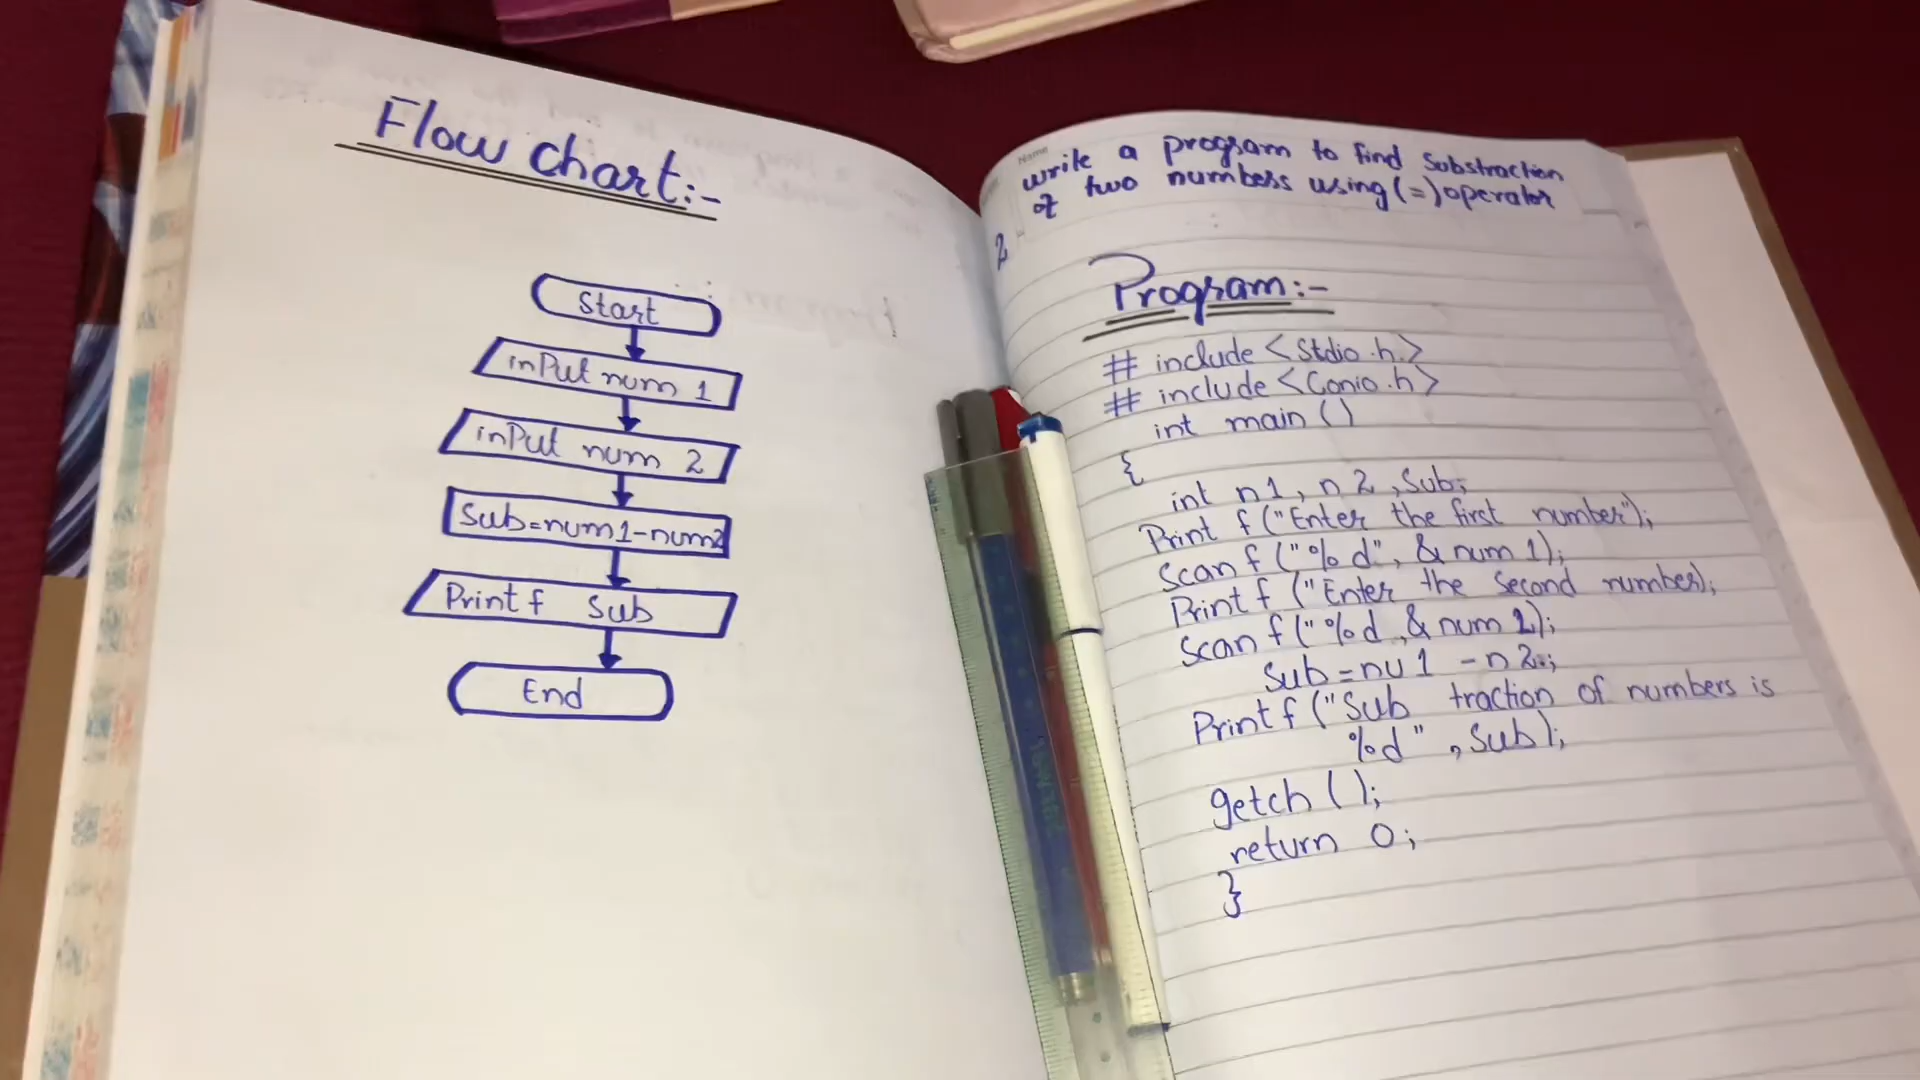 Flow chart:-
Start
inPut num 1
inPut num 2
Sub=num1-num2
Printf Sub
End
Name
write a program to find Substraction
of two numbers using (=) operator
2
Program:-
# include <Stdio.h>
# include <Conio.h>
int main ()
{
int n1, n2, Sub;
Print f ("Enter the first number");
Scan f ("% d", & num 1);
Print f ("Enter the Second number);
Scan f ("%d ,& num 2);
Sub = nu 1 - n 2;
Printf ("Sub traction of numbers is
%d" , Sub);
getch ();
return 0;
}